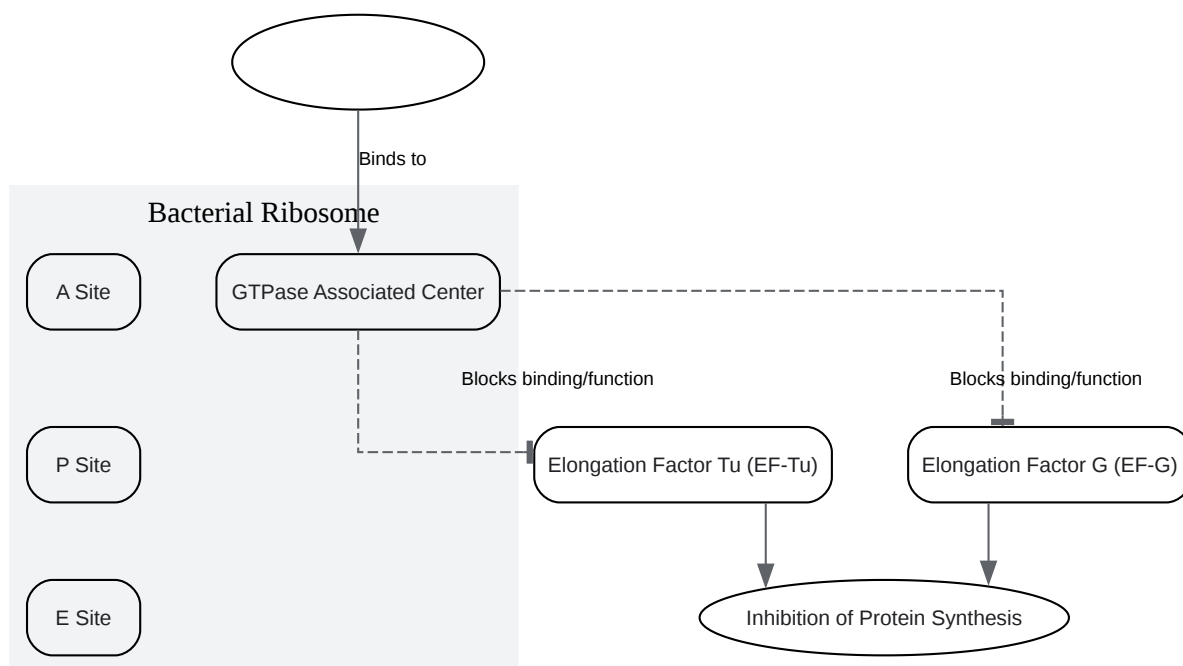 Binds to
Bacterial Ribosome
A Site
GTPase Associated Center
Blocks binding/function
Blocks binding/function
P Site
Elongation Factor Tu (EF-Tu)
Elongation Factor G (EF-G)
E Site
Inhibition of Protein Synthesis